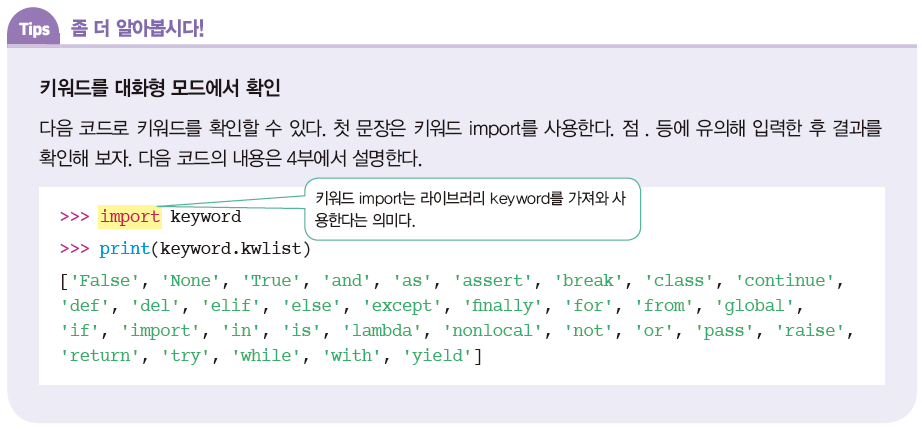 Tips 좀 더 알아봅시다!
키워드를 대화형 모드에서 확인
다음 코드로 키워드를 확인할 수 있다. 첫 문장은 키워드 import를 사용한다. 점 . 등에 유의해 입력한 후 결과를
확인해 보자. 다음 코드의 내용은 4부에서 설명한다.
키워드 import는 라이브러리 keyword를 가져와 사
용한다는 의미다.
>>> import keyword
>>> print(keyword.kwlist)
['False', 'None', 'True', 'and', 'as', 'assert', 'break', 'class', 'continue',
'def', 'del', 'elif', 'else', 'except', 'finally', 'for', 'from', 'global',
'if', 'import', 'in', 'is', 'lambda', 'nonlocal', 'not', 'or', 'pass', 'raise',
'return', 'try', 'while', 'with', 'yield']